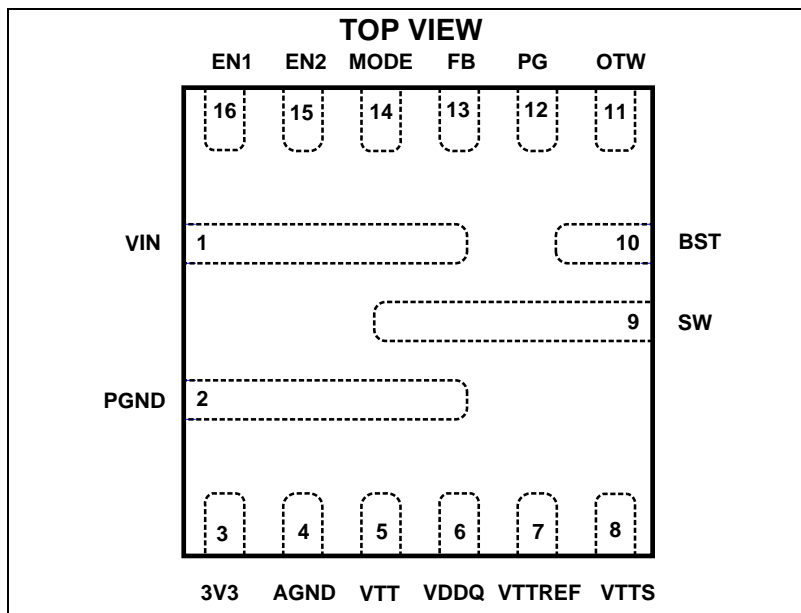 TOP VIEW
EN1 EN2 MODE FB PG OTW
16 15 14 13 12 11
VIN 1 10 BST
9 SW
PGND 2
3 4 5 6 7 8
3V3 AGND VTT VDDQ VTTREF VTTS